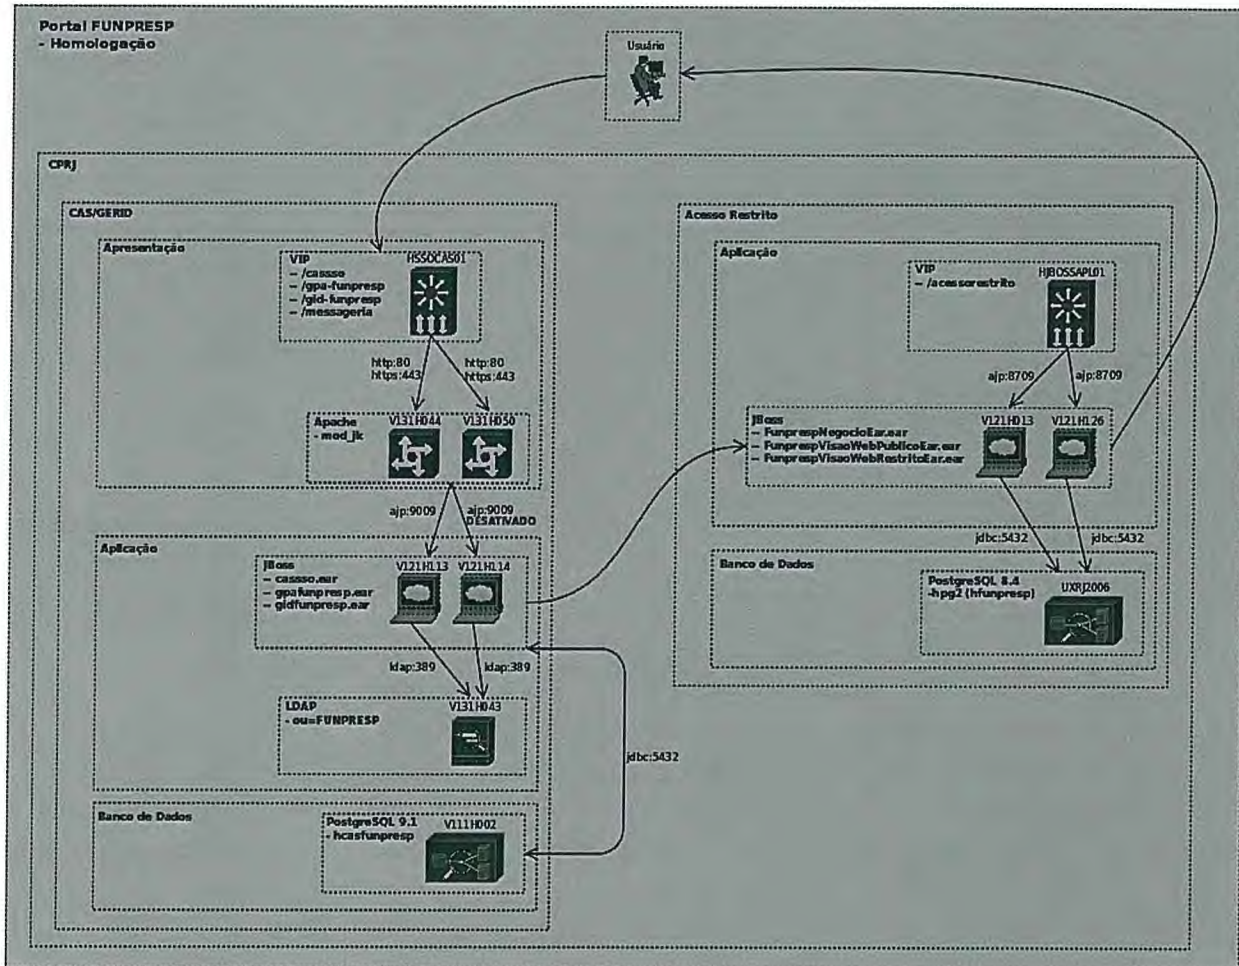 Portal FUNPRESP
- Homologação
Usuário
CPRJ
CAS/GERID
Apresentação
VIP
- /cassso
- /gpa-funpresp
- /gid-funpresp
- /messageria
HSSOCAS01
http:80
https:443
http:80
https:443
Apache
- mod_jk
V131H044
V131H050
ajp:9009
ajp:9009
DESATIVADO
Aplicação
JBoss
- cassso.ear
- gpafunpresp.ear
- gidfunpresp.ear
V121H113
V121H114
ldap:389
ldap:389
LDAP
- ou=FUNPRESP
V131H043
jdbc:5432
Banco de Dados
PostgreSQL 9.1
- hcasfunpresp
V111H002
Acesso Restrito
Aplicação
VIP
- /acessorestrito
HJBOSSAPL01
ajp:8709
ajp:8709
JBoss
- FunprespNegocioEar.ear
- FunprespVisaoWebPublicoEar.ear
- FunprespVisaoWebRestritoEar.ear
V121H013
V121H126
jdbc:5432
jdbc:5432
Banco de Dados
PostgreSQL 8.4
-hpg2 (hfunpresp)
UXRJ2006